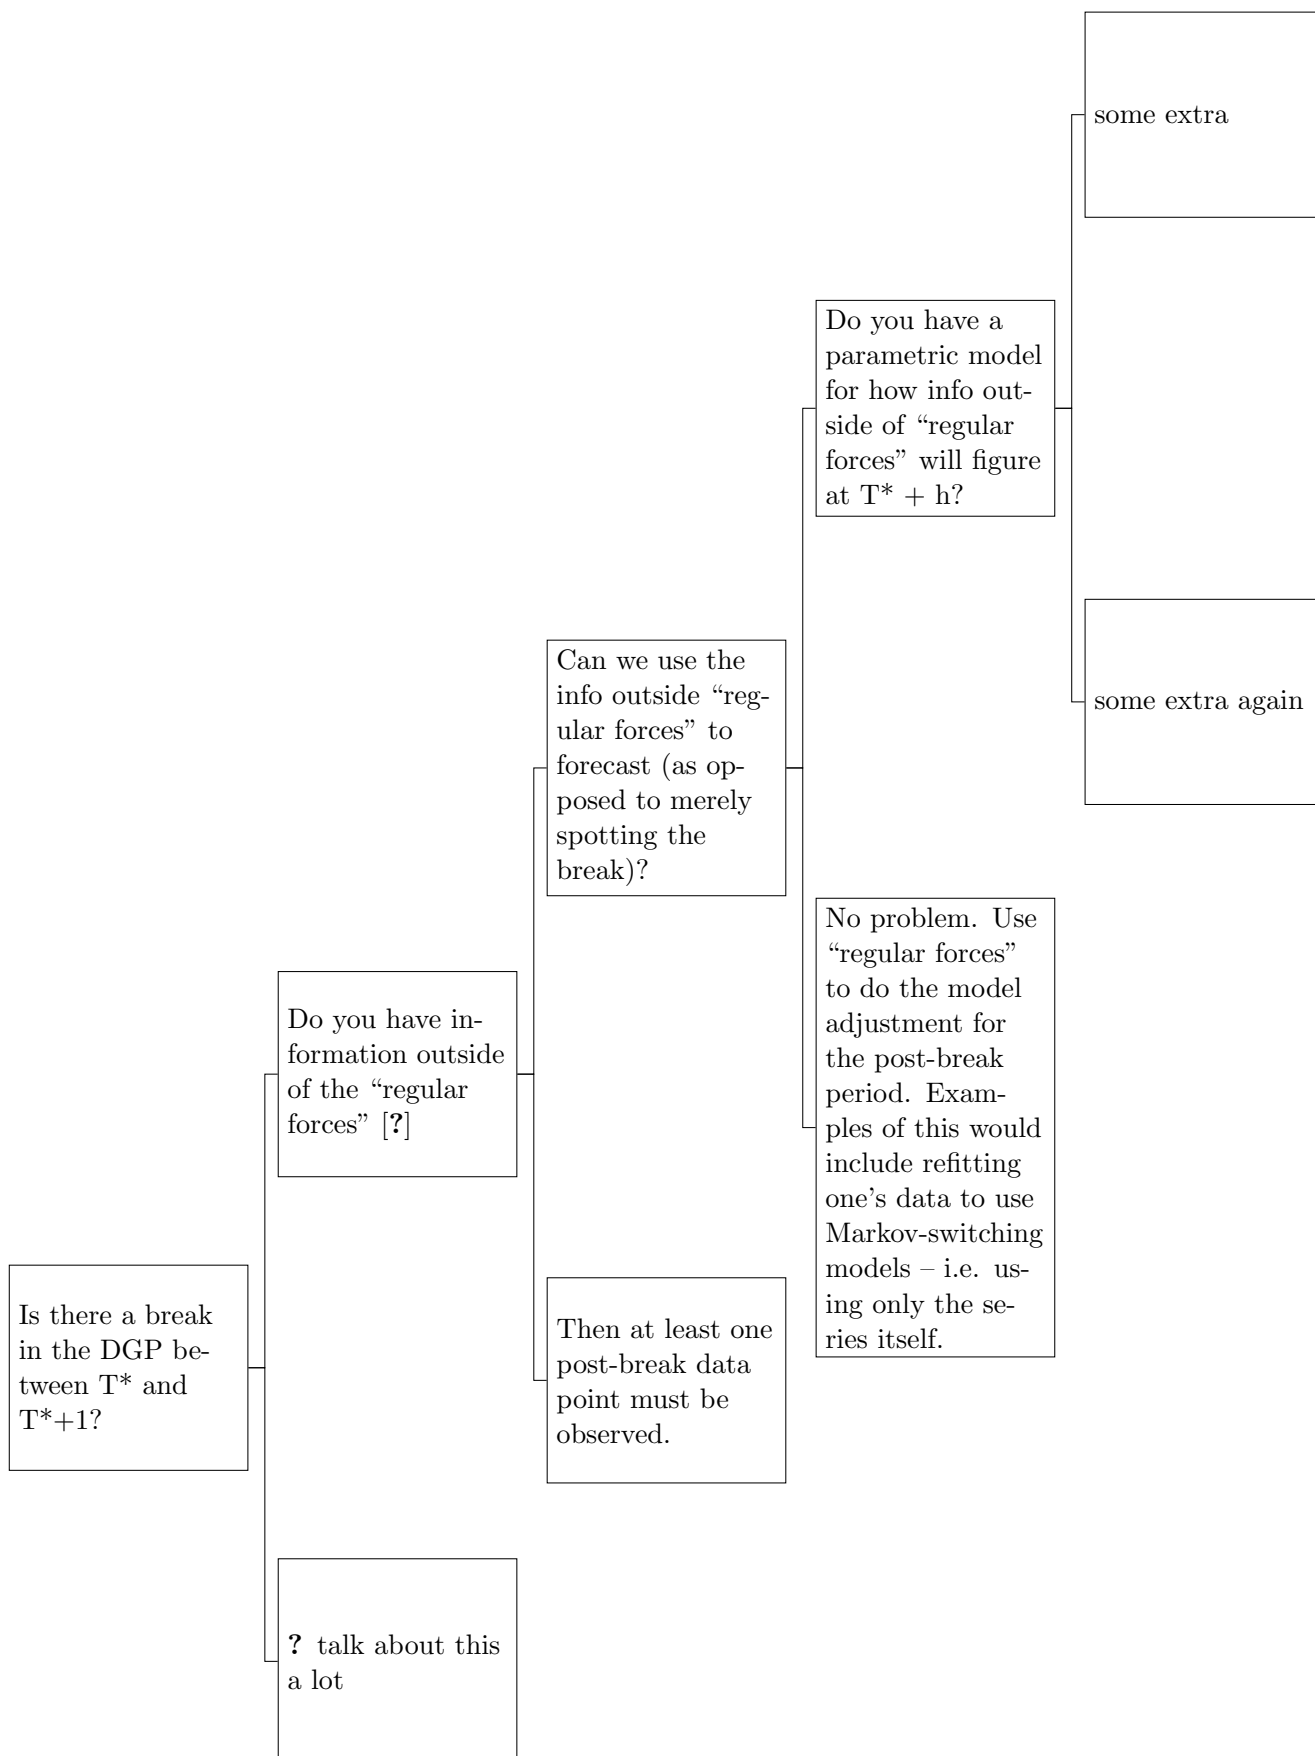 some extra
Do you have a
parametric model
for how info out-
side of “regular
forces” will figure
at T* + h?
some extra again
Can we use the
info outside “reg-
ular forces” to
forecast (as op-
posed to merely
spotting the
break)?
No problem. Use
“regular forces”
to do the model
adjustment for
the post-break
period. Exam-
ples of this would
include refitting
one’s data to use
Markov-switching
models – i.e. us-
ing only the se-
ries itself.
Do you have in-
formation outside
of the “regular
forces” [?]
Then at least one
post-break data
point must be
observed.
Is there a break
in the DGP be-
tween T* and
T*+1?
? talk about this
a lot